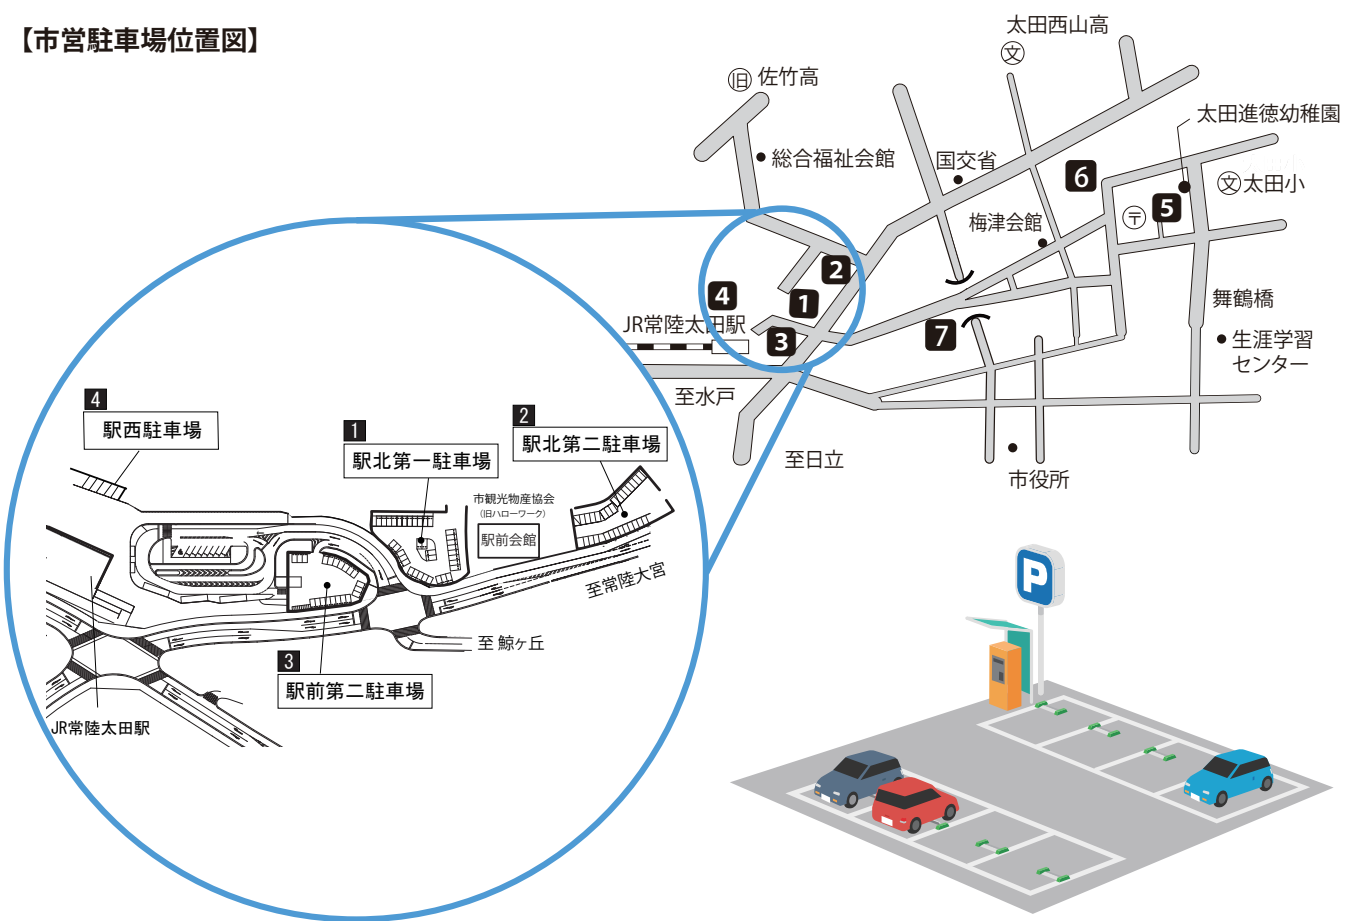 【市営駐車場位置図】
太田西山高
文
旧 佐竹高
太田進徳幼稚園
総合福祉会館
国交省
6
文 太田小
5
〒
梅津会館
2
4
1
舞鶴橋
JR常陸太田駅
3
7
生涯学習
センター
至水戸
至日立
市役所
4
駅西駐車場
1
駅北第一駐車場
2
駅北第二駐車場
市観光物産協会
(旧ハローワーク)
駅前会館
至常陸大宮
至 鯨ヶ丘
3
駅前第二駐車場
JR常陸太田駅
P